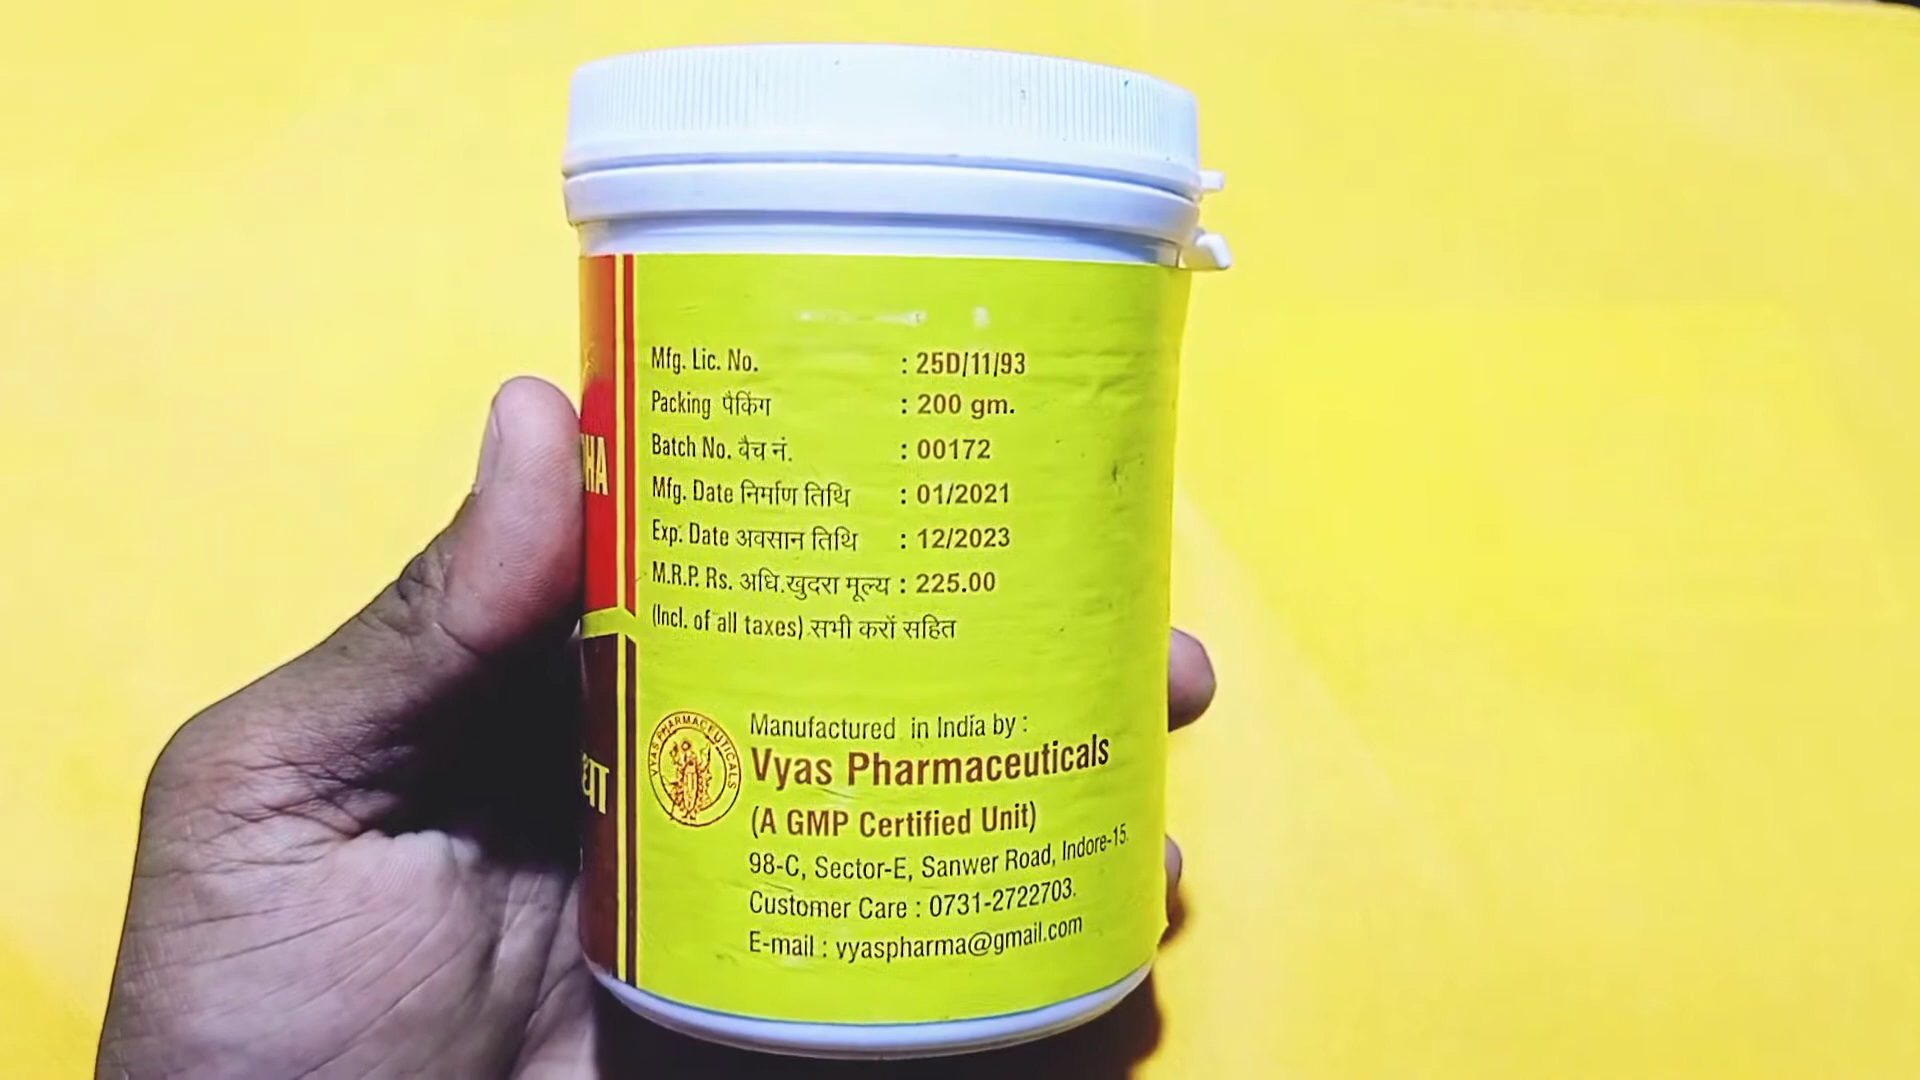 Mfg. Lic. No. : 25D/11/93
Packing पैकिंग : 200 gm.
Batch No. बैच नं. : 00172
Mfg. Date निर्माण तिथि : 01/2021
Exp. Date अवसान तिथि : 12/2023
M.R.P. Rs. अधि.खुदरा मूल्य : 225.00
(Incl. of all taxes) सभी करों सहित
VYAS PHARMACEUTICALS
Manufactured in India by :
Vyas Pharmaceuticals
(A GMP Certified Unit)
98-C, Sector-E, Sanwer Road, Indore-15.
Customer Care : 0731-2722703.
E-mail : vyaspharma@gmail.com